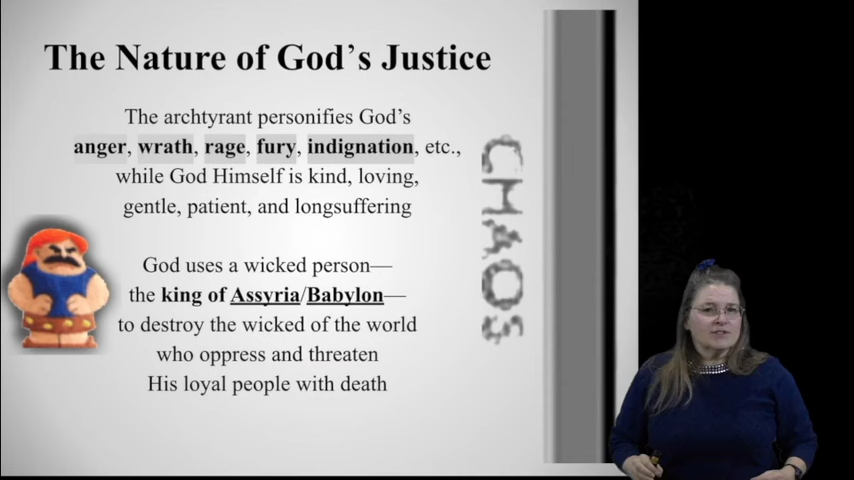 The Nature of God's Justice
The archtyrant personifies God's
anger, wrath, rage, fury, indignation, etc.,
while God Himself is kind, loving,
gentle, patient, and longsuffering
God uses a wicked person—
the king of Assyria/Babylon—
to destroy the wicked of the world
who oppress and threaten
His loyal people with death
CHAOS